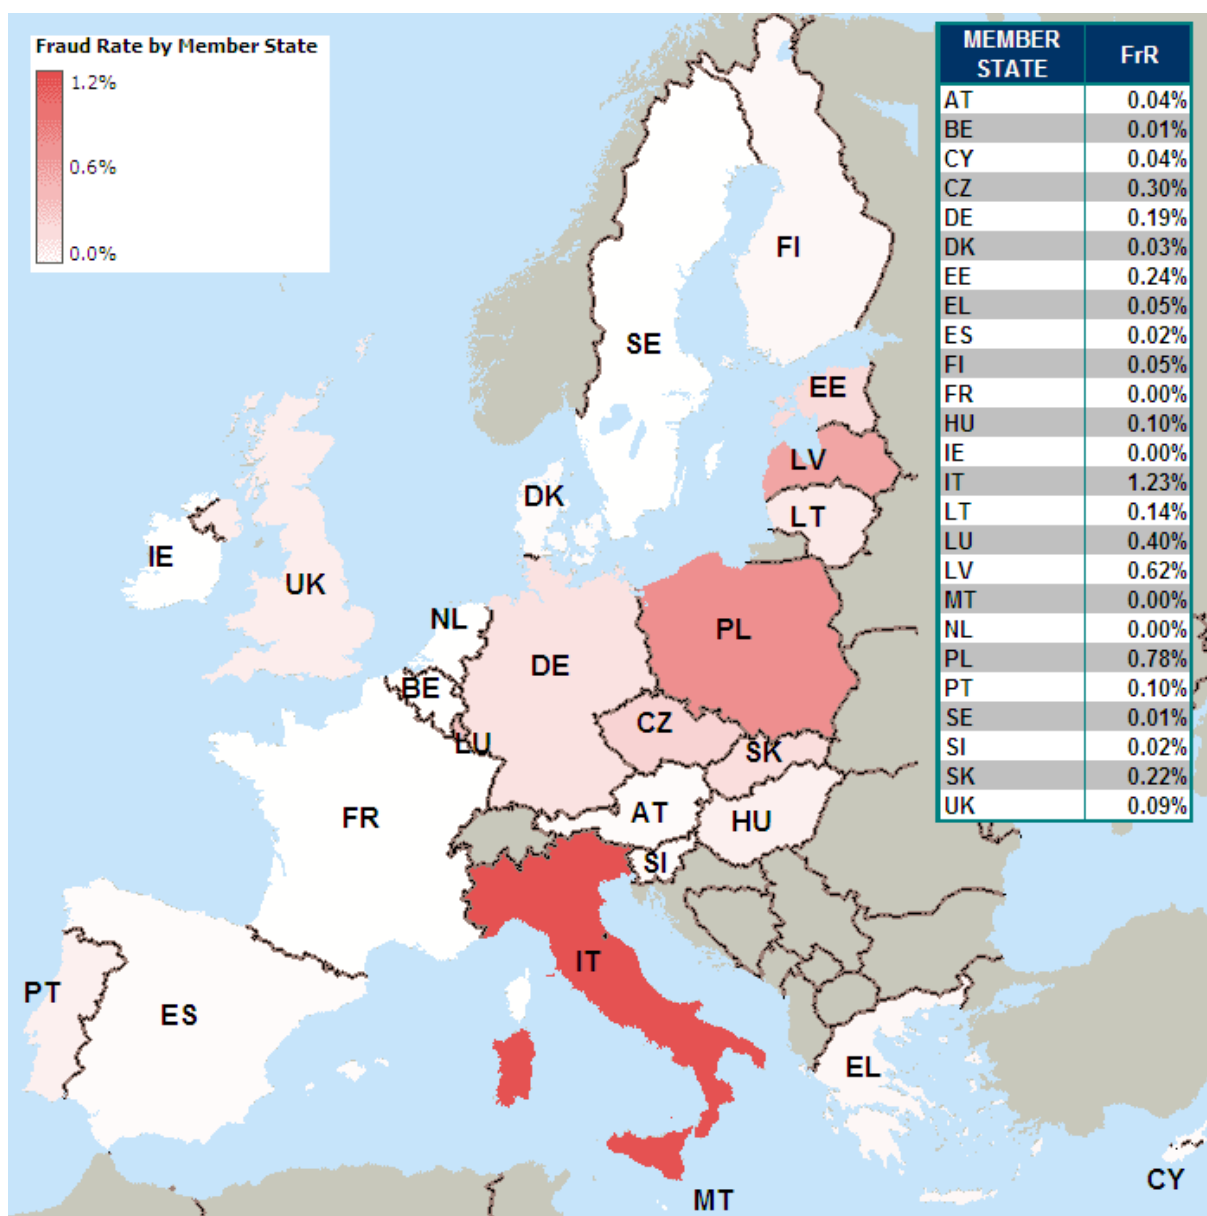 Fraud Rate by Member State
1.2%
0.6%
0.0%
MEMBER STATE FrR
AT 0.04%
BE 0.01%
CY 0.04%
CZ 0.30%
DE 0.19%
DK 0.03%
EE 0.24%
EL 0.05%
ES 0.02%
FI 0.05%
FR 0.00%
HU 0.10%
IE 0.00%
IT 1.23%
LT 0.14%
LU 0.40%
LV 0.62%
MT 0.00%
NL 0.00%
PL 0.78%
PT 0.10%
SE 0.01%
SI 0.02%
SK 0.22%
UK 0.09%
FI
SE
EE
LV
DK
LT
IE
UK
NL
PL
DE
BE
CZ
LU
SK
AT
FR
HU
SI
IT
PT
ES
EL
CY
MT